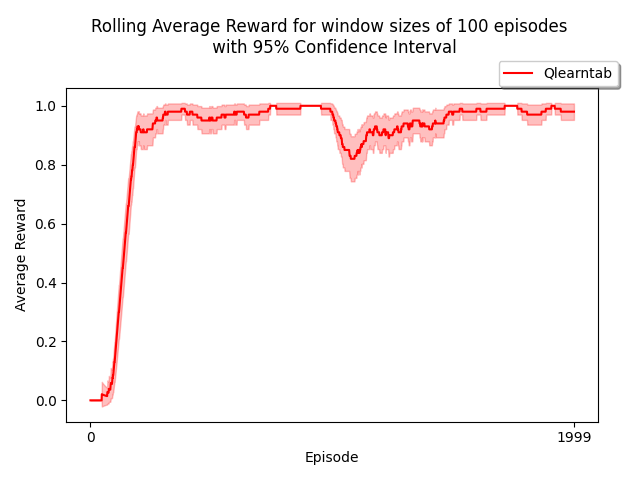 Rolling Average Reward for window sizes of 100 episodes
with 95% Confidence Interval
Qlearntab
1.0
0.8
0.6
0.4
0.2
0.0
Average Reward
0
1999
Episode